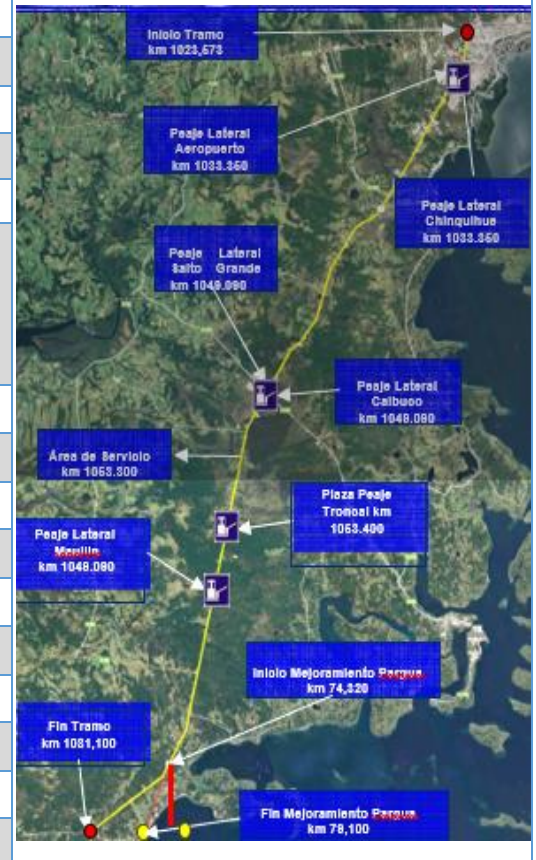 Inicio Tramo
km 1023,573
Peaje Lateral
Aeropuerto
km 1033.350
Peaje Lateral
Chinquihue
km 1033.350
Peaje Lateral
Salto Grande
km 1049.090
Peaje Lateral
Calbuco
km 1049.090
Área de Servicio
km 1053.300
Plaza Peaje
Troncal km
1053.400
Peaje Lateral
Maullin
km 1049.090
Inicio Mejoramiento Pargua
km 74,320
Fin Tramo
km 1081,100
Fin Mejoramiento Pargua
km 79,100